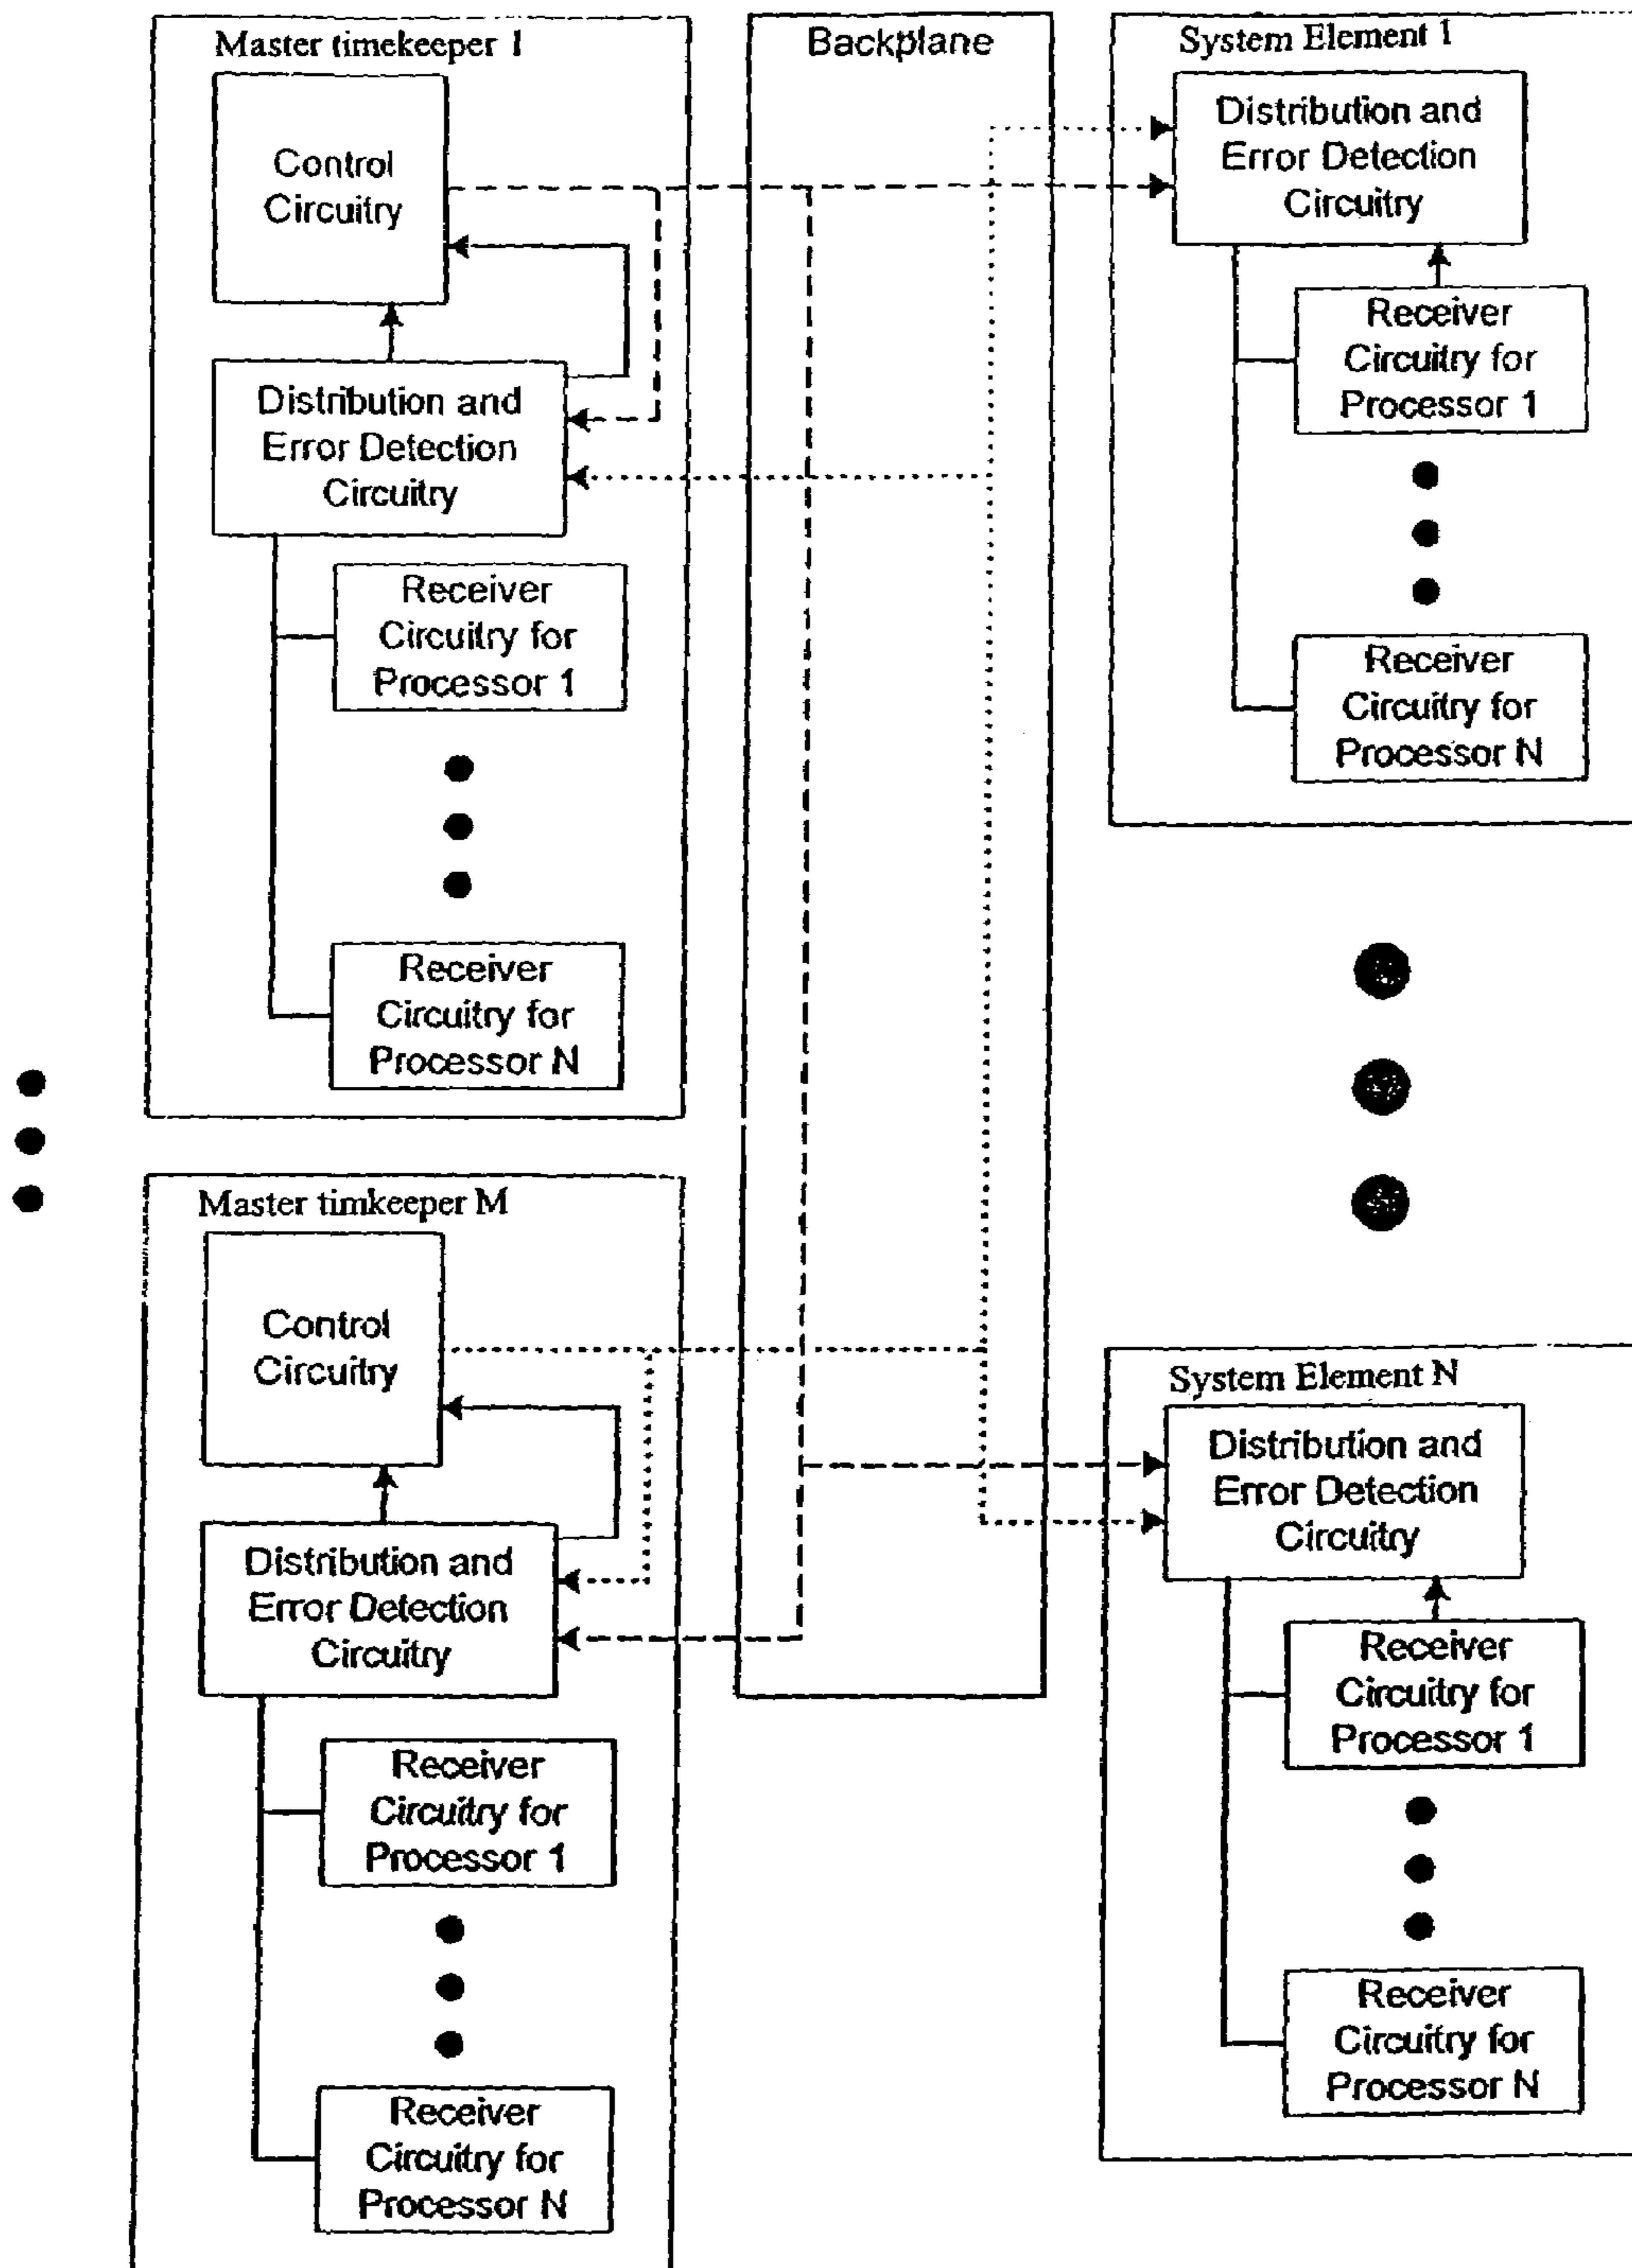 Master timekeeper 1
Control
Circuitry
Distribution and
Error Detection
Circuitry
Receiver
Circuitry for
Processor 1
Receiver
Circuitry for
Processor N
Master timkeeper M
Control
Circuitry
Distribution and
Error Detection
Circuitry
Receiver
Circuitry for
Processor 1
Receiver
Circuitry for
Processor N
Backplane
System Element 1
Distribution and
Error Detection
Circuitry
Receiver
Circuitry for
Processor 1
Receiver
Circuitry for
Processor N
System Element N
Distribution and
Error Detection
Circuitry
Receiver
Circuitry for
Processor 1
Receiver
Circuitry for
Processor N